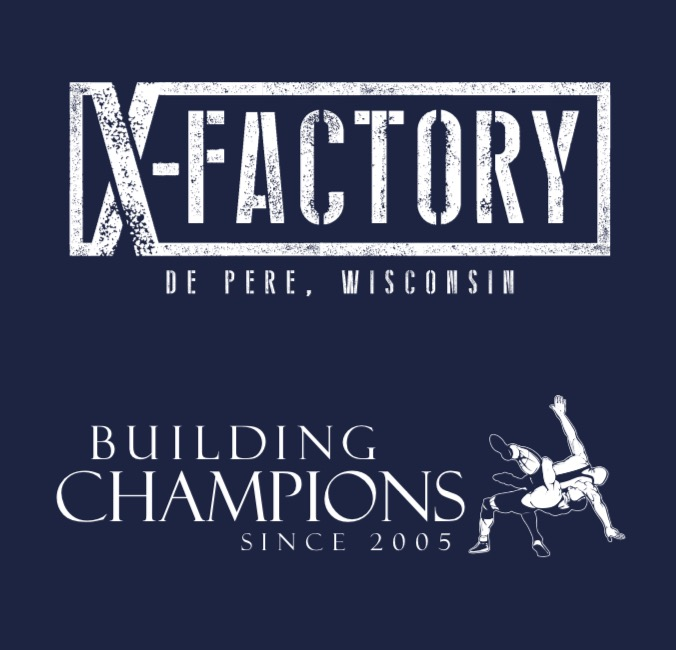 X-FACTORY
DE PERE, WISCONSIN
BUILDING
CHAMPIONS
SINCE 2005